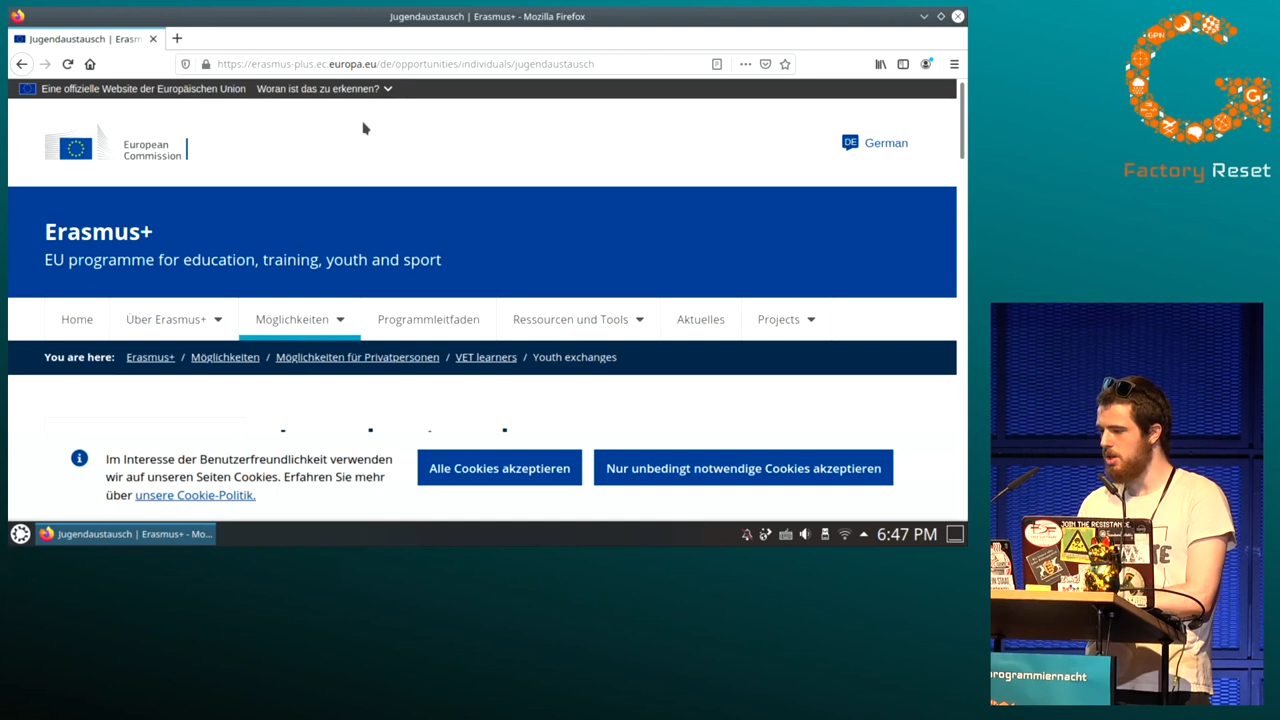 Jugendaustausch | Erasmus+ - Mozilla Firefox
Jugendaustausch | Erasm
https://erasmus-plus.ec.europa.eu/de/opportunities/individuals/jugendaustausch
Eine offizielle Website der Europäischen Union
Woran ist das zu erkennen?
European
Commission
DE
German
Erasmus+
EU programme for education, training, youth and sport
Home
Über Erasmus+
Möglichkeiten
Programmleitfaden
Ressourcen und Tools
Aktuelles
Projects
You are here: Erasmus+ / Möglichkeiten / Möglichkeiten für Privatpersonen / VET learners / Youth exchanges
Im Interesse der Benutzerfreundlichkeit verwenden
wir auf unseren Seiten Cookies. Erfahren Sie mehr
über unsere Cookie-Politik.
Alle Cookies akzeptieren
Nur unbedingt notwendige Cookies akzeptieren
Jugendaustausch | Erasmus+ - Mo...
6:47 PM
GPN
G
Factory Reset
JOIN THE RESISTANCE
rogrammiernacht